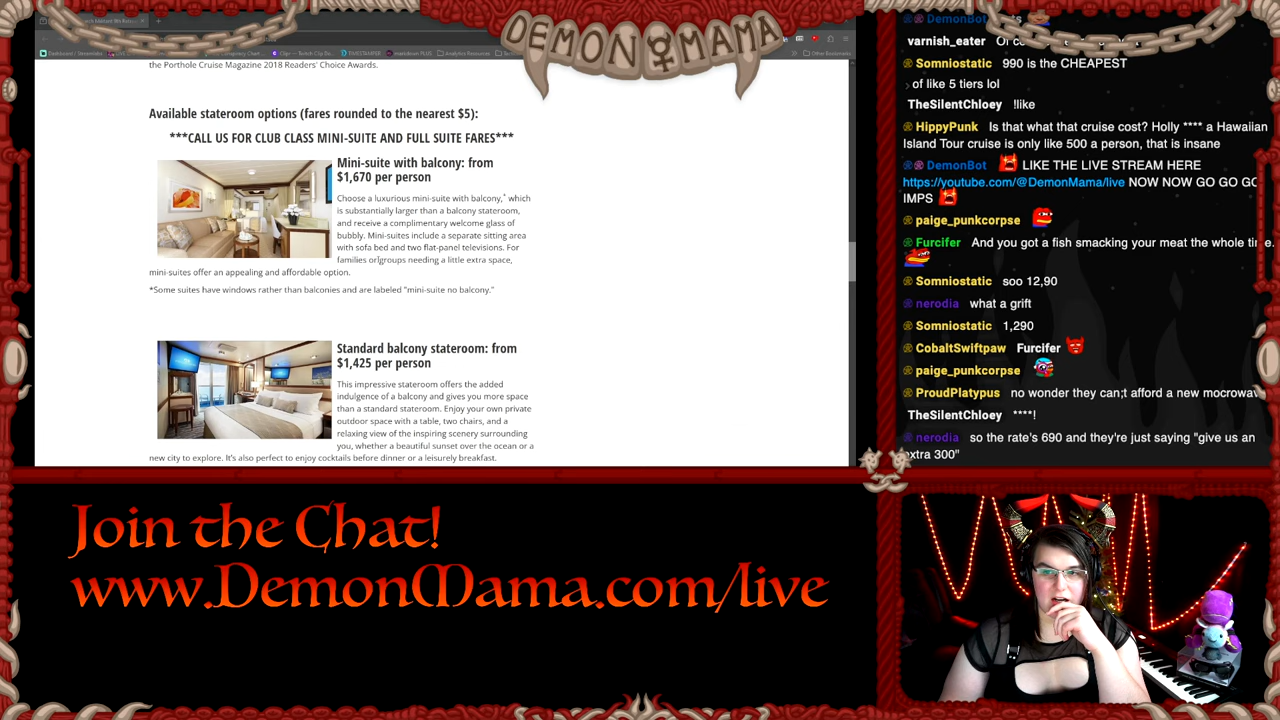 DEMON MAMA
Dashboard / Streamlabs
Clipr — Twitch Clip Do...
TIMESTAMPER
Analytics Resources
Other Bookmarks
the Porthole Cruise Magazine 2018 Readers' Choice Awards.
Available stateroom options (fares rounded to the nearest $5):
***CALL US FOR CLUB CLASS MINI-SUITE AND FULL SUITE FARES***
Mini-suite with balcony: from
$1,670 per person
Choose a luxurious mini-suite with balcony,* which
is substantially larger than a balcony stateroom,
and receive a complimentary welcome glass of
bubbly. Mini-suites include a separate sitting area
with sofa bed and two flat-panel televisions. For
families or groups needing a little extra space,
mini-suites offer an appealing and affordable option.
*Some suites have windows rather than balconies and are labeled "mini-suite no balcony."
Standard balcony stateroom: from
$1,425 per person
This impressive stateroom offers the added
indulgence of a balcony and gives you more space
than a standard stateroom. Enjoy your own private
outdoor space with a table, two chairs, and a
relaxing view of the inspiring scenery surrounding
you, whether a beautiful sunset over the ocean or a
new city to explore. It's also perfect to enjoy cocktails before dinner or a leisurely breakfast.
DemonBot
varnish_eater
Somniostatic 990 is the CHEAPEST
of like 5 tiers lol
TheSilentChloey !like
HippyPunk Is that what that cruise cost? Holly **** a Hawaiian
Island Tour cruise is only like 500 a person, that is insane
DemonBot LIKE THE LIVE STREAM HERE
https://youtube.com/@DemonMama/live NOW NOW GO GO GO
IMPS
paige_punkcorpse
Furcifer And you got a fish smacking your meat the whole time.
Somniostatic soo 12,90
nerodia what a grift
Somniostatic 1,290
CobaltSwiftpaw Furcifer
paige_punkcorpse
ProudPlatypus no wonder they can;t afford a new mocrowav
TheSilentChloey ****!
nerodia so the rate's 690 and they're just saying "give us an
extra 300"
Join the Chat!
www.DemonMama.com/live